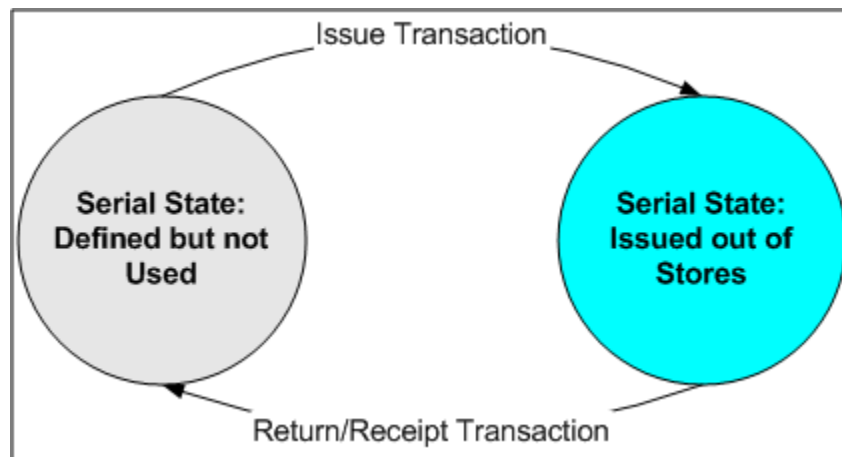 Issue Transaction
Serial State:
Defined but not
Used
Serial State:
Issued out of
Stores
Return/Receipt Transaction